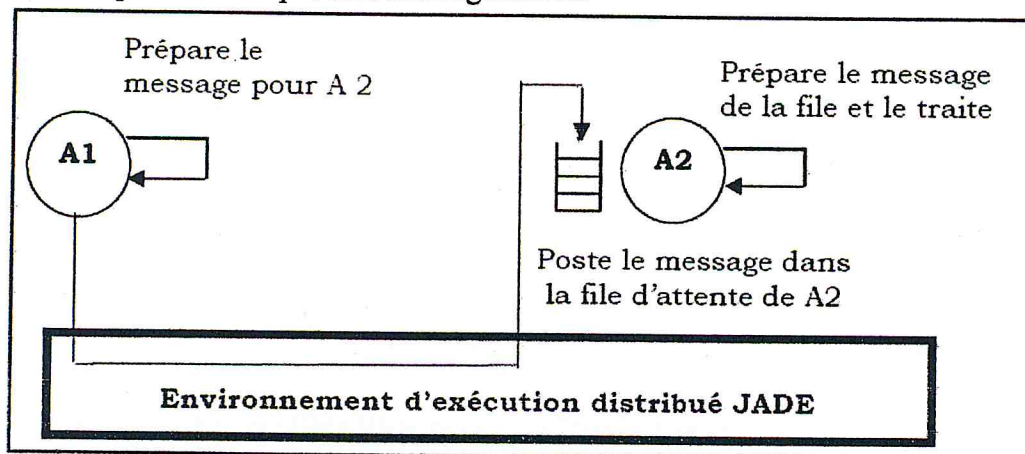 Prépare le
message pour A 2
A1
Prépare le message
de la file et le traite
A2
Poste le message dans
la file d'attente de A2
Environnement d'exécution distribué JADE